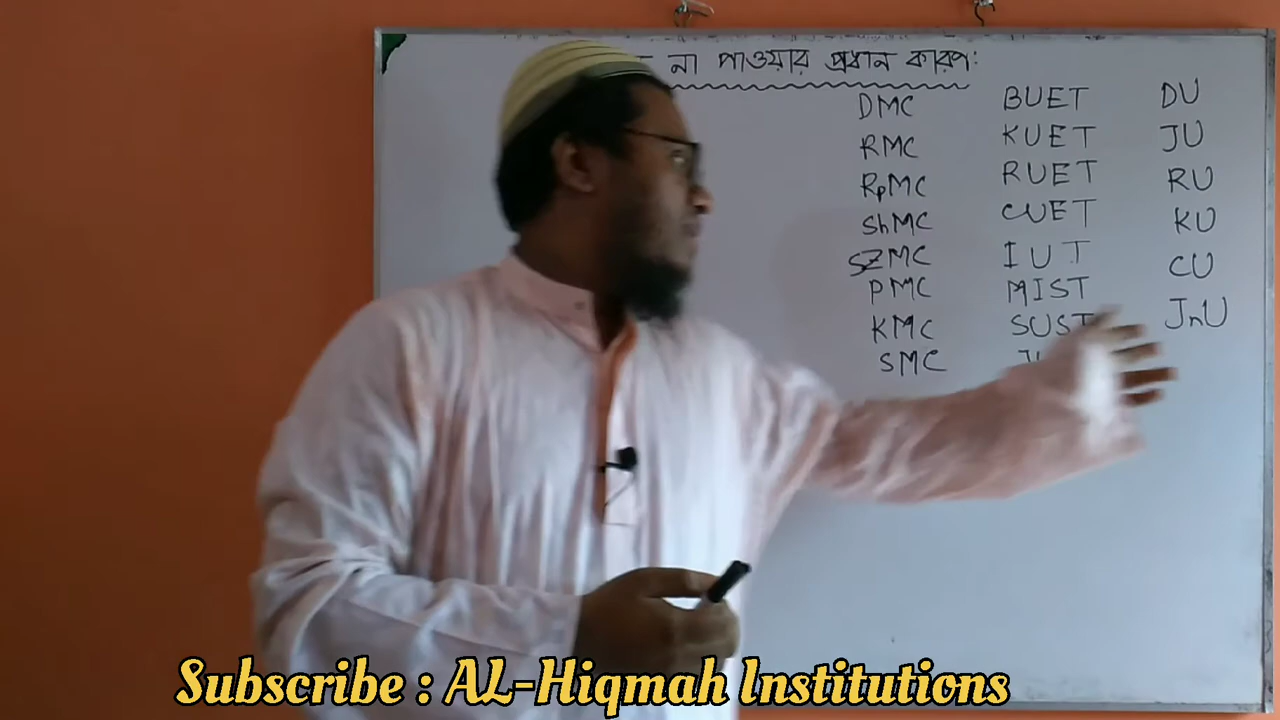 না পাওয়ার প্রধান কারণ:
DMC BUET DU
RMC KUET JU
RpMC RUET RU
ShMC CUET KU
SZMC IUT CU
PMC MIST JnU
KMC SUST
SMC
Subscribe : AL-Hiqmah Institutions